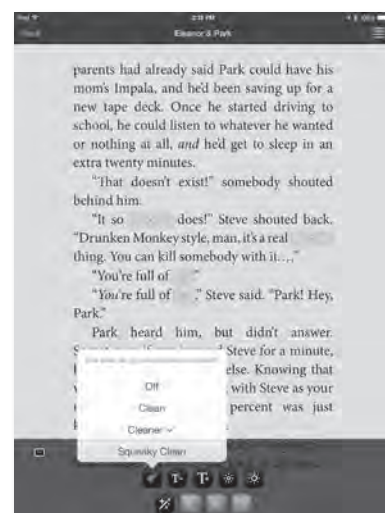 2:18 PM
Eleanor & Park
parents had already said Park could have his
mom's Impala, and he'd been saving up for a
new tape deck. Once he started driving to
school, he could listen to whatever he wanted
or nothing at all, and he'd get to sleep in an
extra twenty minutes.
"That doesn't exist!" somebody shouted
behind him.
"It so does!" Steve shouted back.
"Drunken Monkey style, man, it's a real
thing. You can kill somebody with it.…"
"You're full of ."
"You're full of ," Steve said. "Park! Hey,
Park."
Park heard him, but didn't answer.
Steve for a minute,
else. Knowing that
with Steve as your
percent was just
Off
Clean
Cleaner
Squeaky Clean
T-
T+